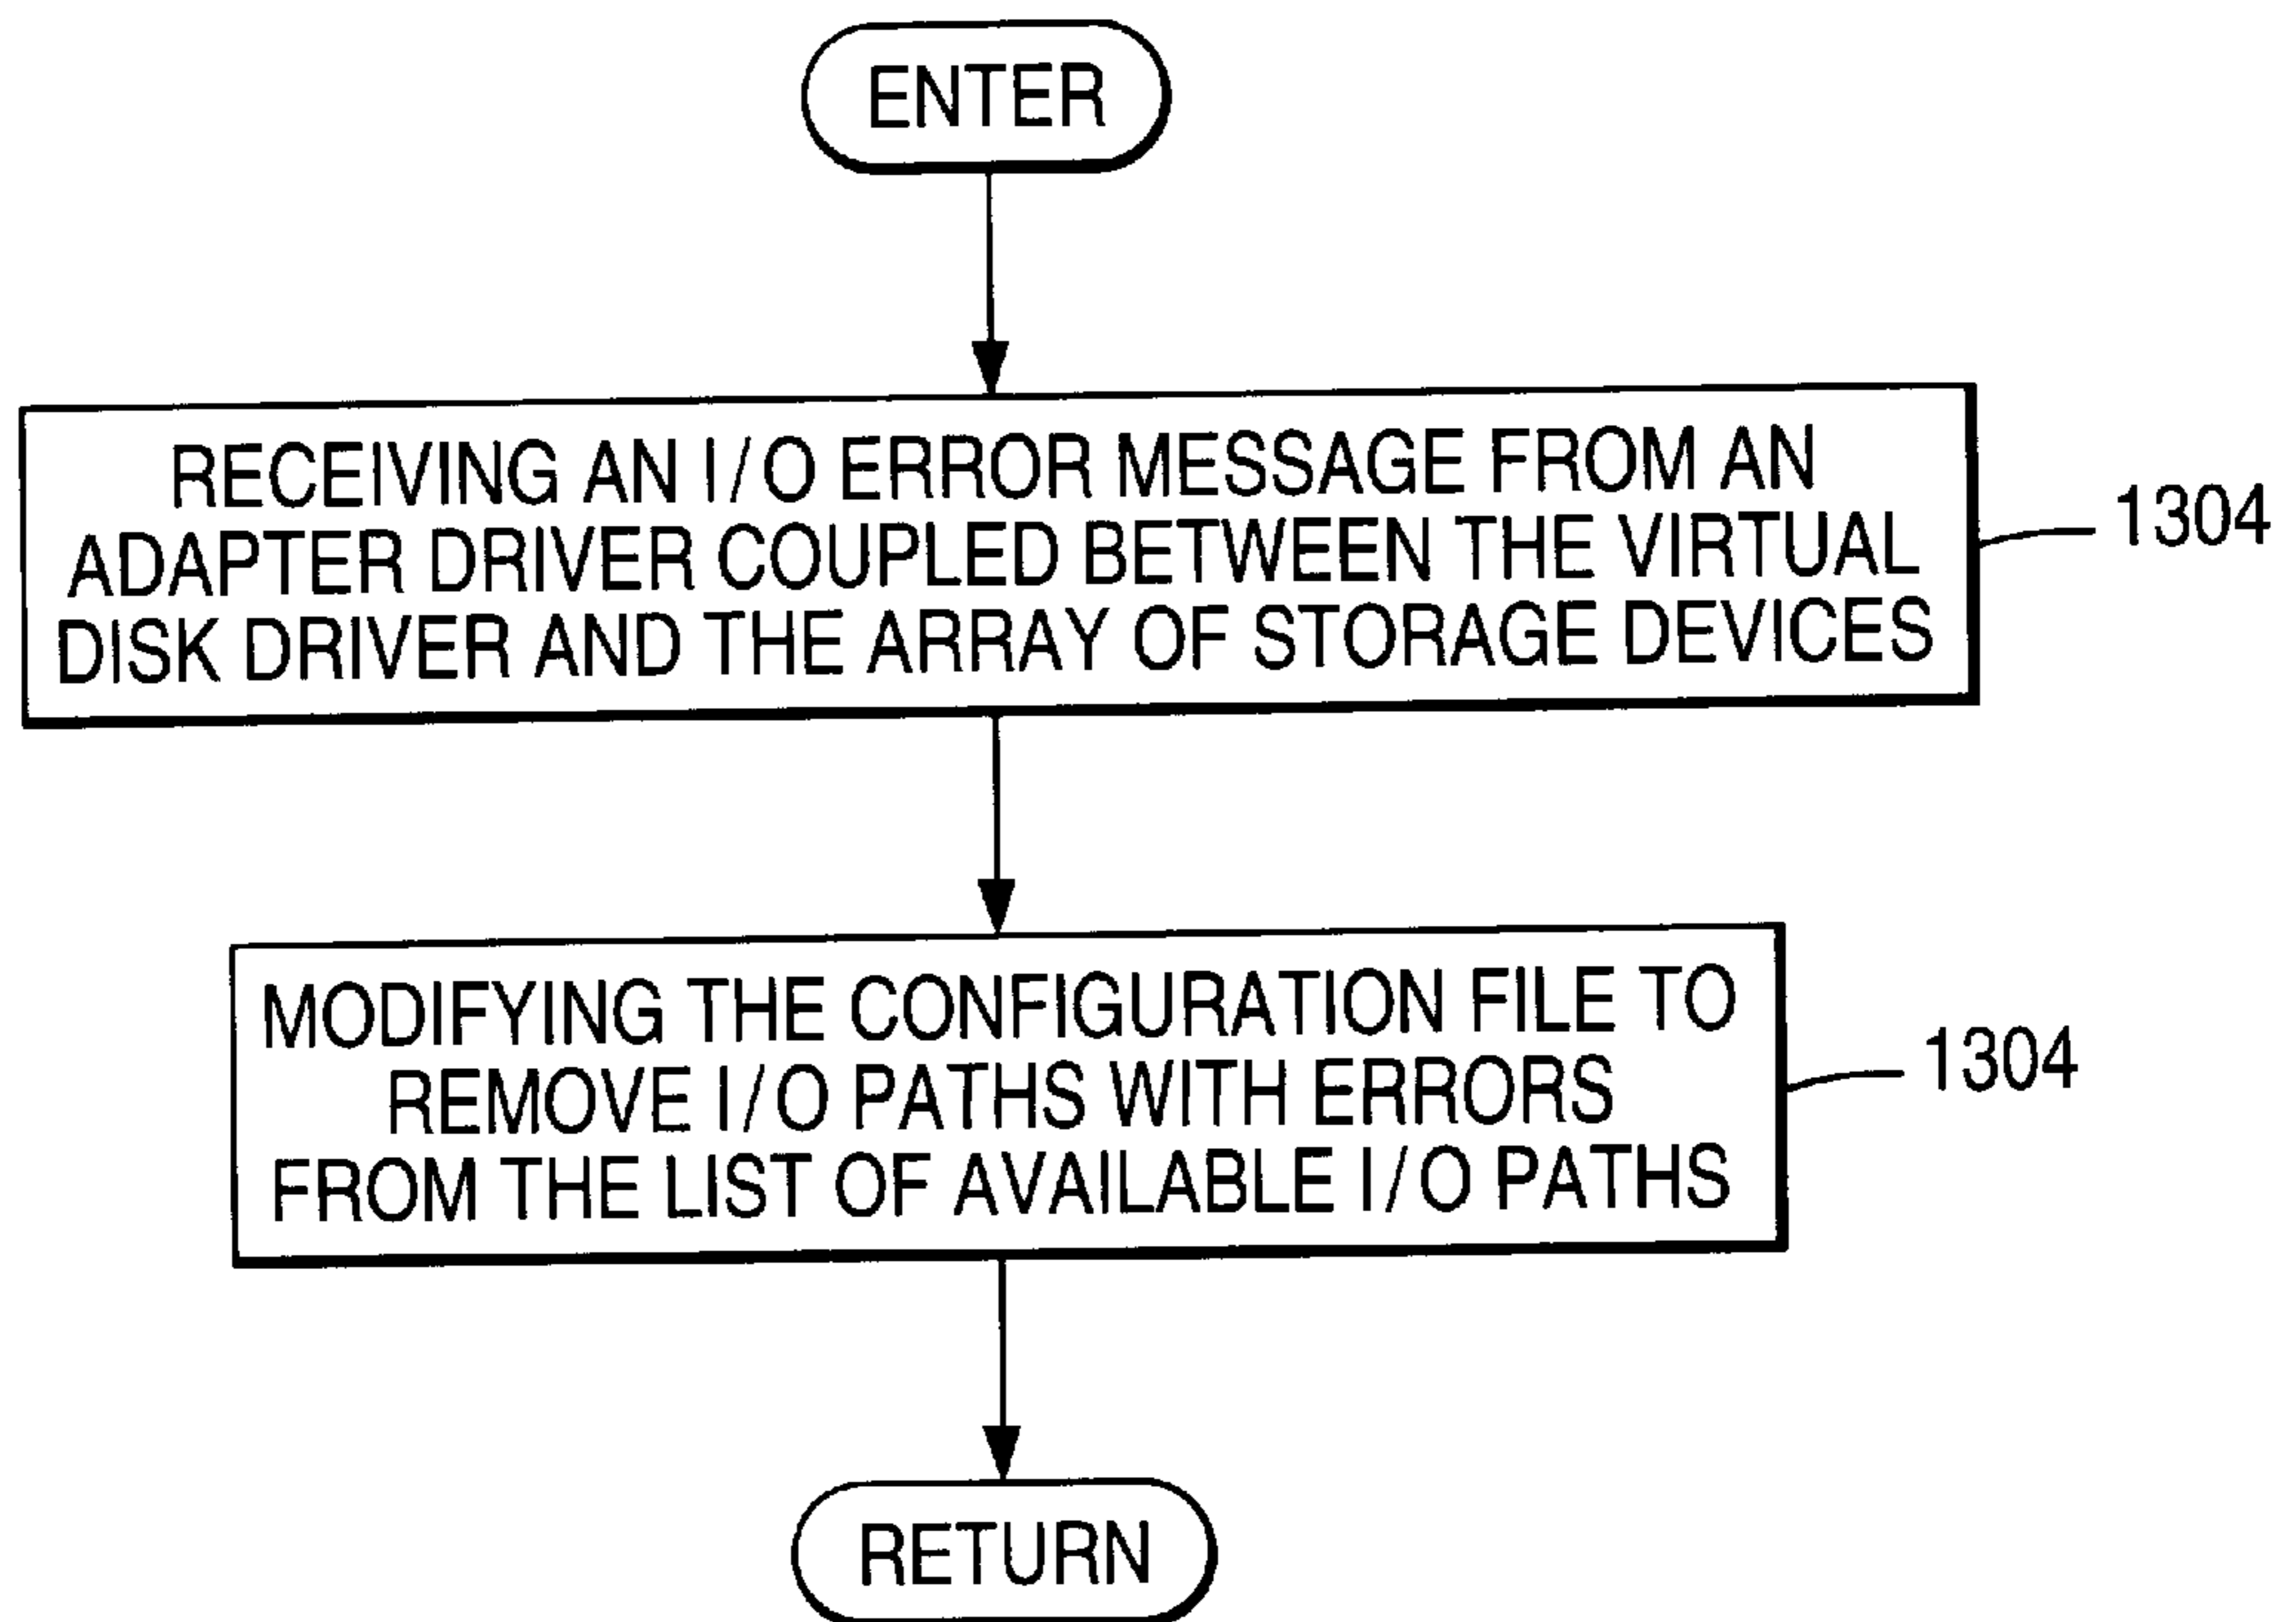 ENTER
RECEIVING AN I/O ERROR MESSAGE FROM AN
ADAPTER DRIVER COUPLED BETWEEN THE VIRTUAL
DISK DRIVER AND THE ARRAY OF STORAGE DEVICES
1304
MODIFYING THE CONFIGURATION FILE TO
REMOVE I/O PATHS WITH ERRORS
FROM THE LIST OF AVAILABLE I/O PATHS
1304
RETURN